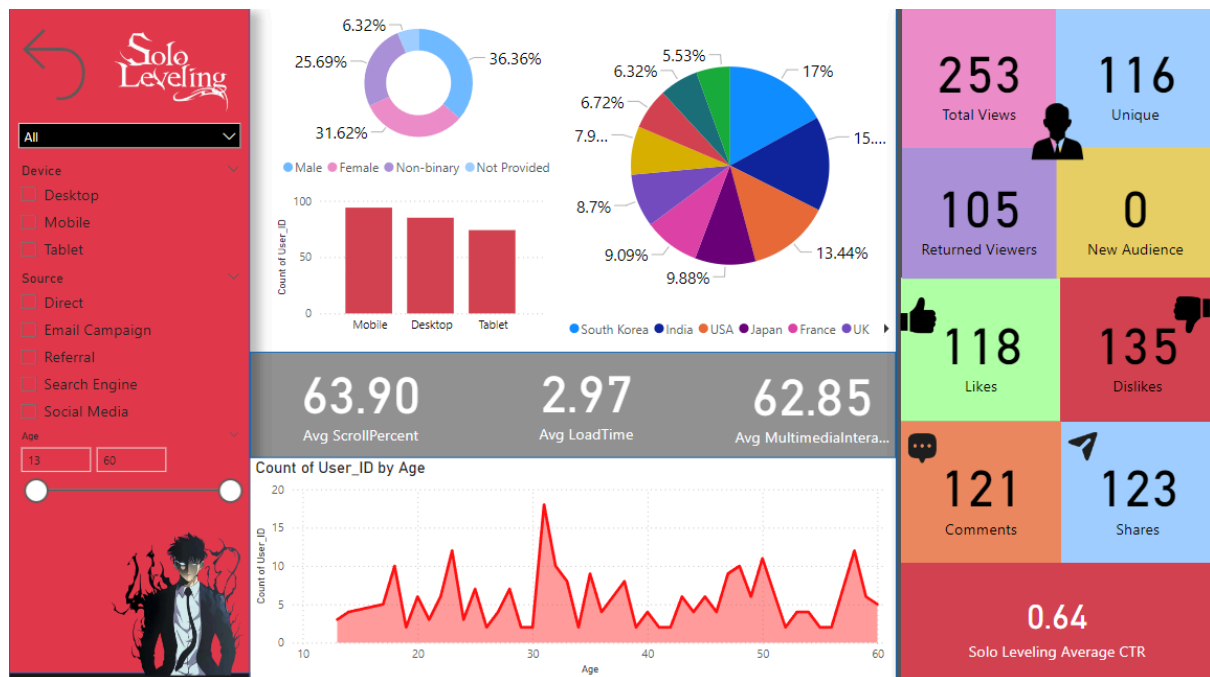 Solo
Leveling
All
Device
Desktop
Mobile
Tablet
Source
Direct
Email Campaign
Referral
Search Engine
Social Media
Age
13 60
6.32%
25.69%
36.36%
31.62%
Male Female Non-binary Not Provided
100
50
0
Count of User_ID
Mobile Desktop Tablet
5.53%
6.32%
17%
6.72%
7.9...
15....
8.7%
9.09%
13.44%
9.88%
South Korea India USA Japan France UK
63.90
Avg ScrollPercent
2.97
Avg LoadTime
62.85
Avg MultimediaIntera...
Count of User_ID by Age
20
15
10
5
0
Count of User_ID
10 20 30 40 50 60
Age
253
Total Views
116
Unique
105
Returned Viewers
0
New Audience
118
Likes
135
Dislikes
121
Comments
123
Shares
0.64
Solo Leveling Average CTR